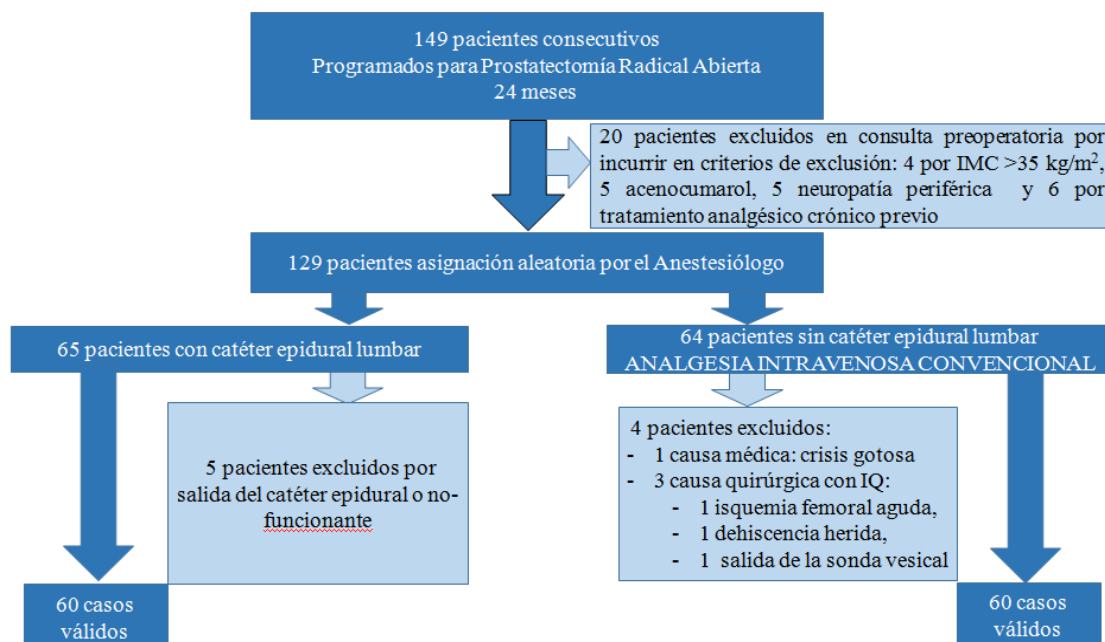 149 pacientes consecutivos
Programados para Prostatectomía Radical Abierta
24 meses
20 pacientes excluidos en consulta preoperatoria por
incurrir en criterios de exclusión: 4 por IMC >35 kg/m²,
5 acenocumarol, 5 neuropatía periférica y 6 por
tratamiento analgésico crónico previo
129 pacientes asignación aleatoria por el Anestesiólogo
65 pacientes con catéter epidural lumbar
64 pacientes sin catéter epidural lumbar
ANALGESIA INTRAVENOSA CONVENCIONAL
5 pacientes excluidos por
salida del catéter epidural o no-
funcionante
4 pacientes excluidos:
- 1 causa médica: crisis gotosa
- 3 causa quirúrgica con IQ:
- 1 isquemia femoral aguda,
- 1 dehiscencia herida,
- 1 salida de la sonda vesical
60 casos
válidos
60 casos
válidos